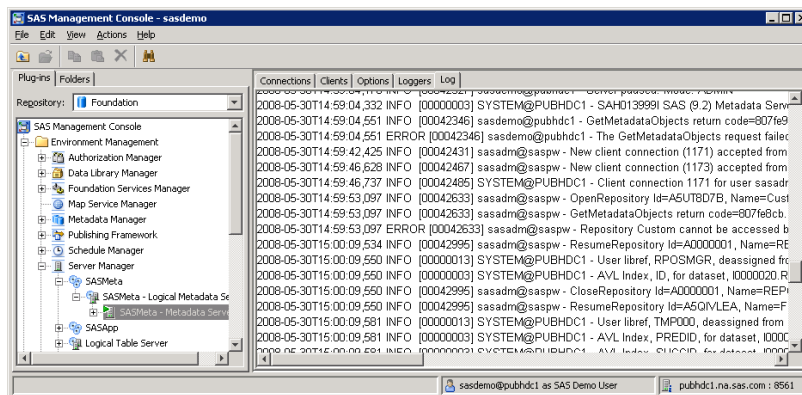 SAS Management Console - sasdemo
File Edit View Actions Help
Plug-ins Folders
Repository: Foundation
SAS Management Console
Environment Management
Authorization Manager
Data Library Manager
Foundation Services Manager
Map Service Manager
Metadata Manager
Publishing Framework
Schedule Manager
Server Manager
SASMeta
SASMeta - Logical Metadata Se
SASMeta - Metadata Serve
SASApp
Logical Table Server
Connections Clients Options Loggers Log
2008-05-30T14:59:04,332 INFO [00000003] SYSTEM@PUBHDC1 - SAH013999I SAS (9.2) Metadata Serve
2008-05-30T14:59:04,551 INFO [00042346] sasdemo@pubhdc1 - GetMetadataObjects return code=807fe9
2008-05-30T14:59:04,551 ERROR [00042346] sasdemo@pubhdc1 - The GetMetadataObjects request failed
2008-05-30T14:59:42,425 INFO [00042431] sasadm@saspw - New client connection (1171) accepted from
2008-05-30T14:59:46,628 INFO [00042467] sasadm@saspw - New client connection (1173) accepted from
2008-05-30T14:59:46,737 INFO [00042485] SYSTEM@PUBHDC1 - Client connection 1171 for user sasadm
2008-05-30T14:59:53,097 INFO [00042633] sasadm@saspw - OpenRepository Id=A5UT8D7B, Name=Cust
2008-05-30T14:59:53,097 INFO [00042633] sasadm@saspw - GetMetadataObjects return code=807fe8cb.
2008-05-30T14:59:53,097 ERROR [00042633] sasadm@saspw - Repository Custom cannot be accessed b
2008-05-30T15:00:09,534 INFO [00042995] sasadm@saspw - ResumeRepository Id=A0000001, Name=RE
2008-05-30T15:00:09,550 INFO [00000013] SYSTEM@PUBHDC1 - User libref, RPOSMGR, deassigned fro
2008-05-30T15:00:09,550 INFO [00000003] SYSTEM@PUBHDC1 - AVL Index, ID, for dataset, I0000020.R
2008-05-30T15:00:09,550 INFO [00042995] sasadm@saspw - CloseRepository Id=A0000001, Name=REP
2008-05-30T15:00:09,550 INFO [00042995] sasadm@saspw - ResumeRepository Id=A5QIVLEA, Name=F
2008-05-30T15:00:09,581 INFO [00000013] SYSTEM@PUBHDC1 - User libref, TMP000, deassigned from
2008-05-30T15:00:09,581 INFO [00000003] SYSTEM@PUBHDC1 - AVL Index, PREDID, for dataset, I000
sasdemo@pubhdc1 as SAS Demo User
pubhdc1.na.sas.com : 8561